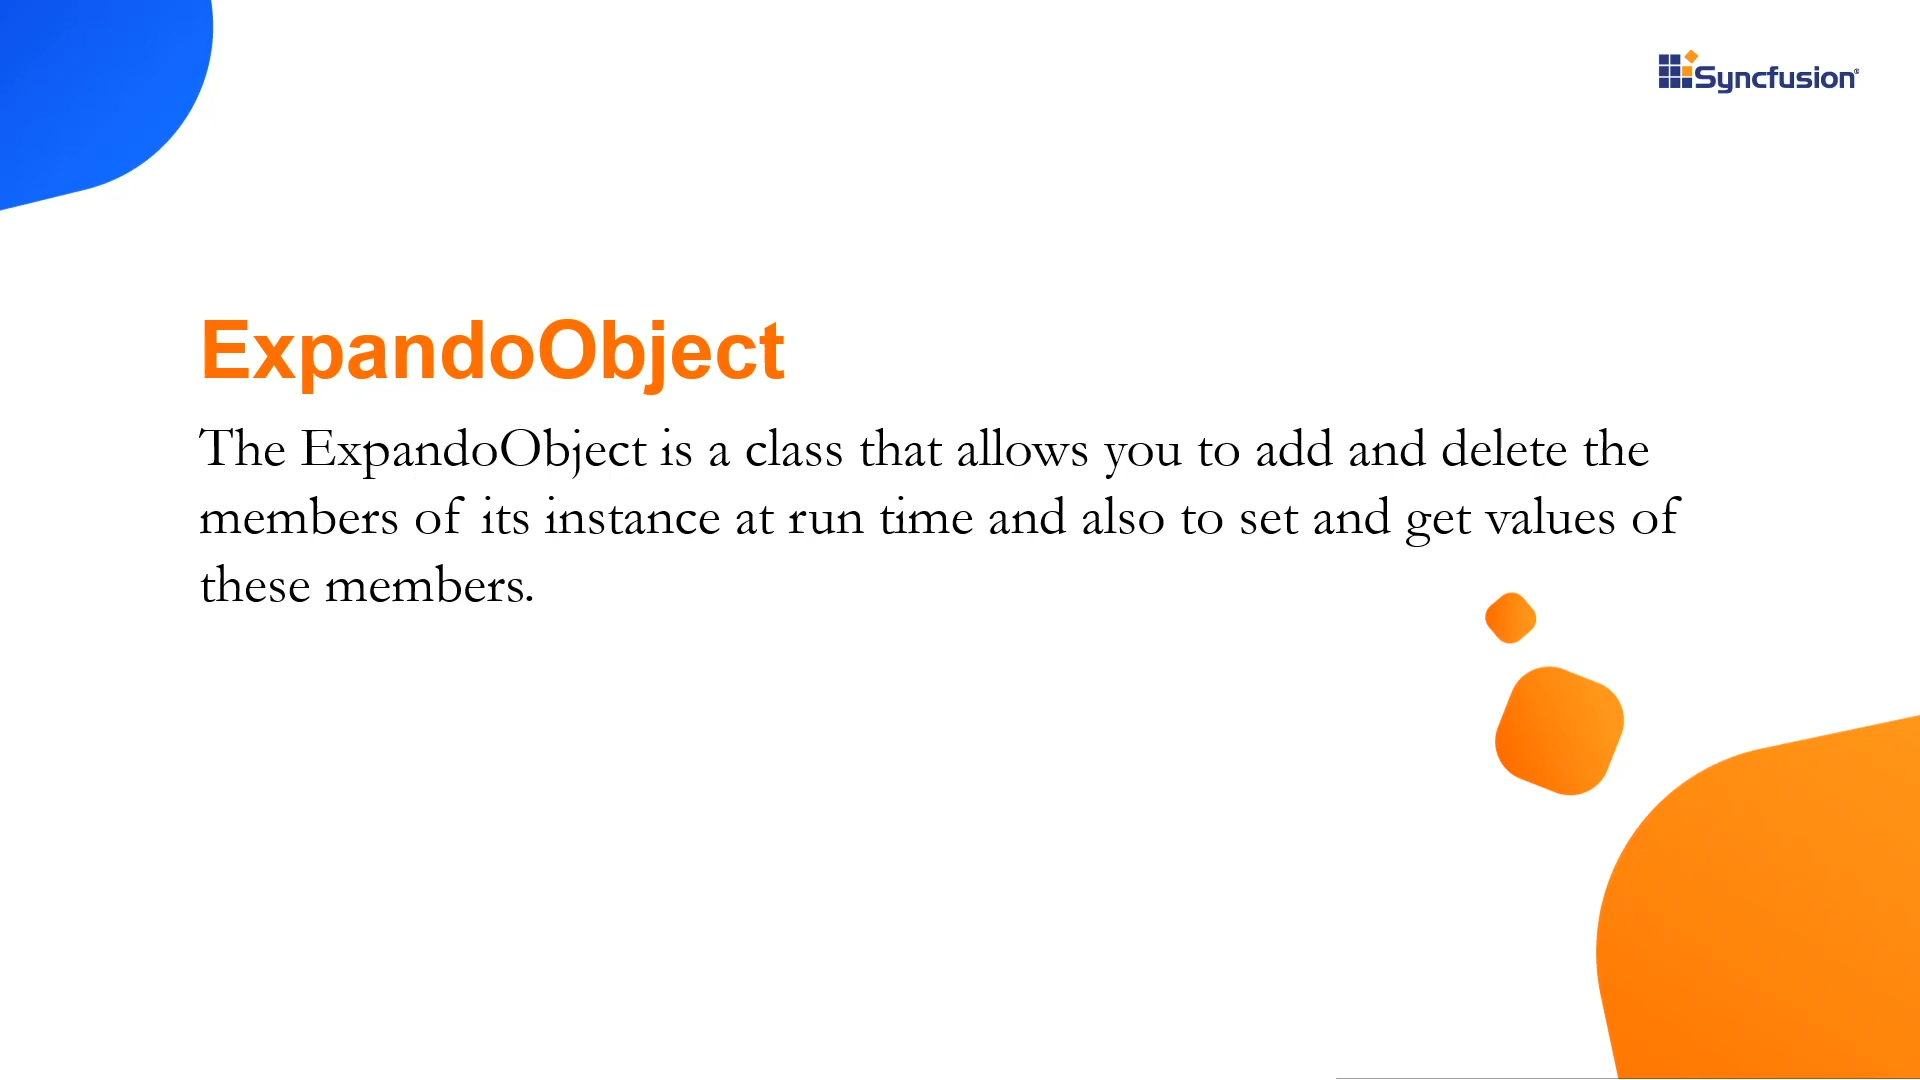 Syncfusion®
ExpandoObject
The ExpandoObject is a class that allows you to add and delete the
members of its instance at run time and also to set and get values of
these members.